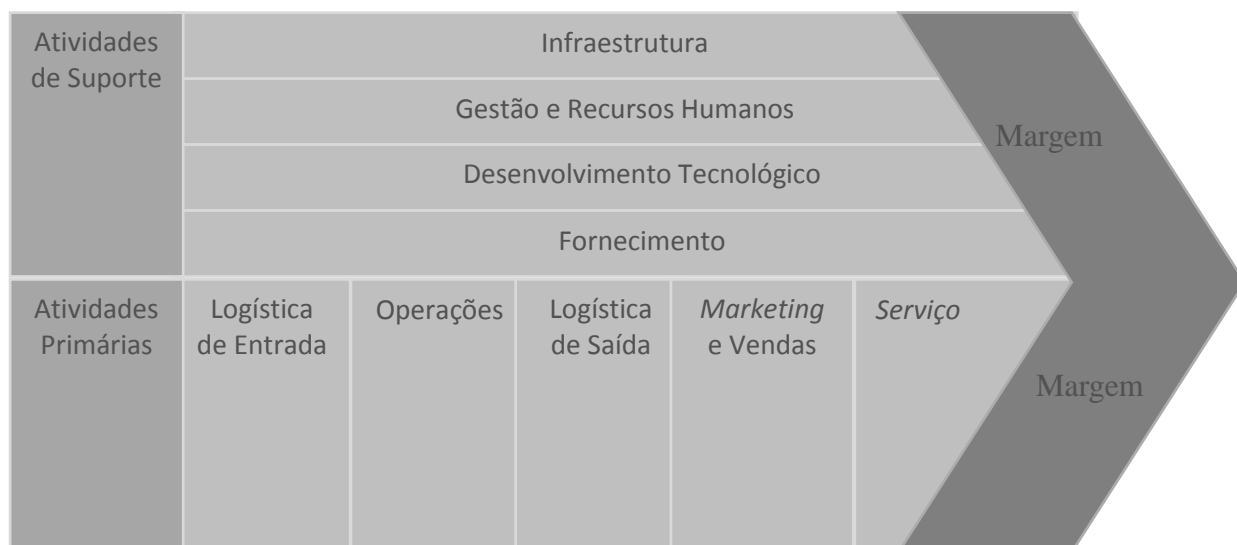 Atividades
de Suporte
Infraestrutura
Gestão e Recursos Humanos
Desenvolvimento Tecnológico
Fornecimento
Margem
Atividades
Primárias
Logística
de Entrada
Operações
Logística
de Saída
Marketing
e Vendas
Serviço
Margem